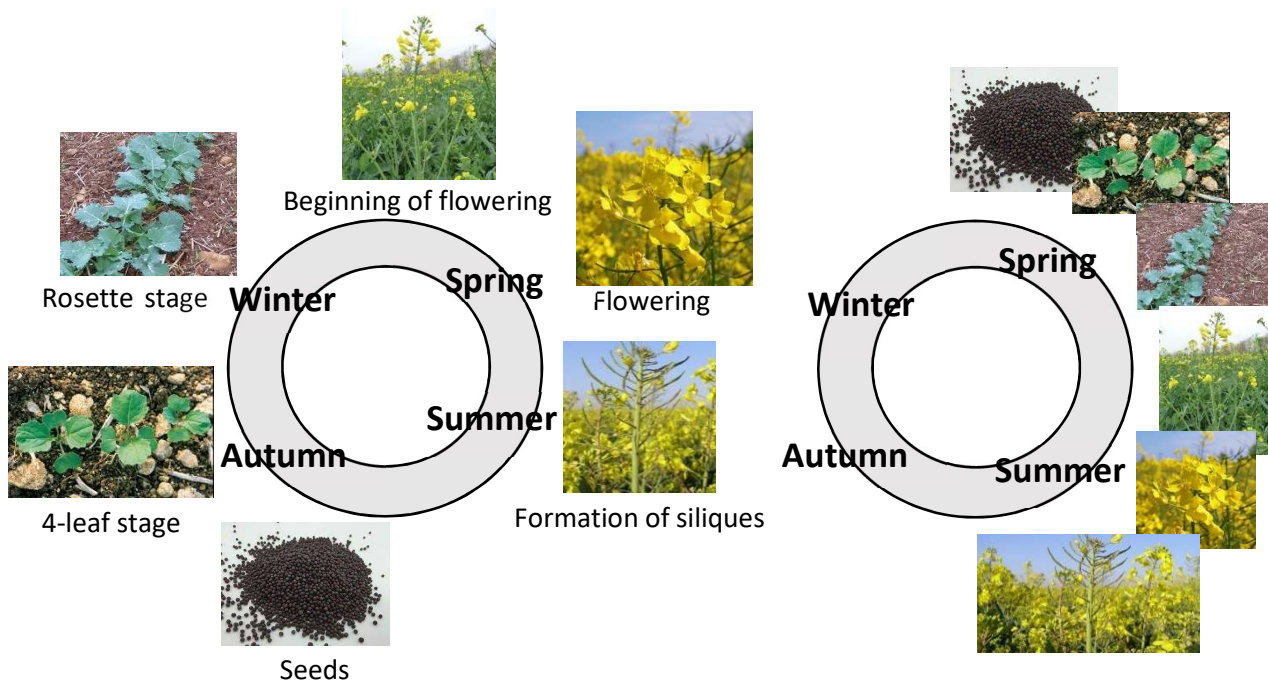 Beginning of flowering
Rosette stage
Winter
Spring
Flowering
Autumn
Summer
4-leaf stage
Formation of siliques
Seeds
Winter
Spring
Autumn
Summer